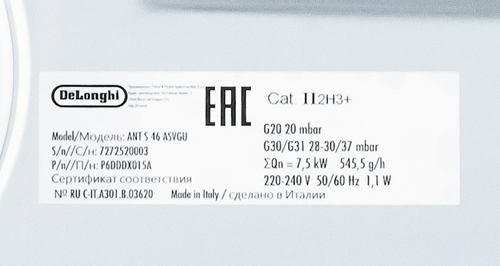 DeLonghi
EAC
Cat. II2H3+
Model/Модель: ANT S 46 ASVGU
S/n//С/н: 7272520003
P/n//П/н: P6DDDX015A
Сертификат соответствия
№ RU C-IT.A301.B.03620
G20 20 mbar
G30/G31 28-30/37 mbar
ΣQn = 7,5 kW 545,5 g/h
220-240 V 50/60 Hz 1,1 W
Made in Italy / сделано в Италии